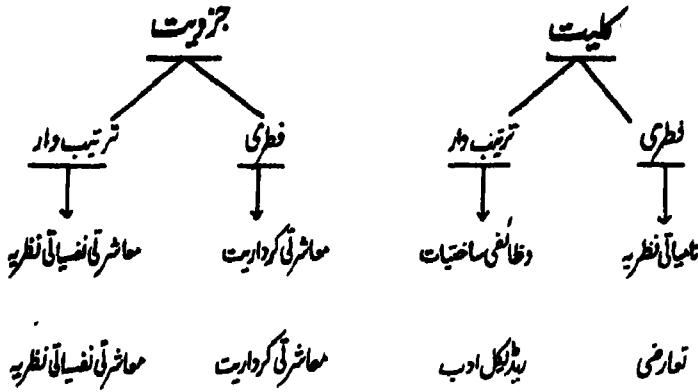 کلیت جزویت
فطری ترتیب وار فطری ترتیب وار
نامیاتی نظریہ وظائفی ساختیات معاشرتی کرداریت معاشرتی نفسیاتی نظریہ
تعارضی ریڈیکل ادب معاشرتی کرداریت معاشرتی نفسیاتی نظریہ